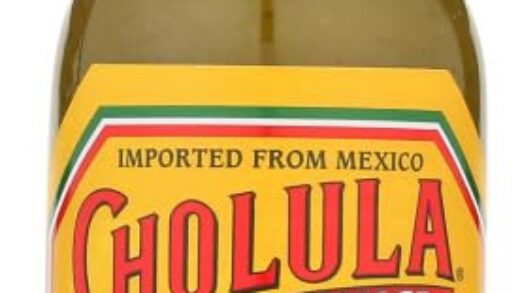 IMPORTED FROM MEXICO
CHOLULA®